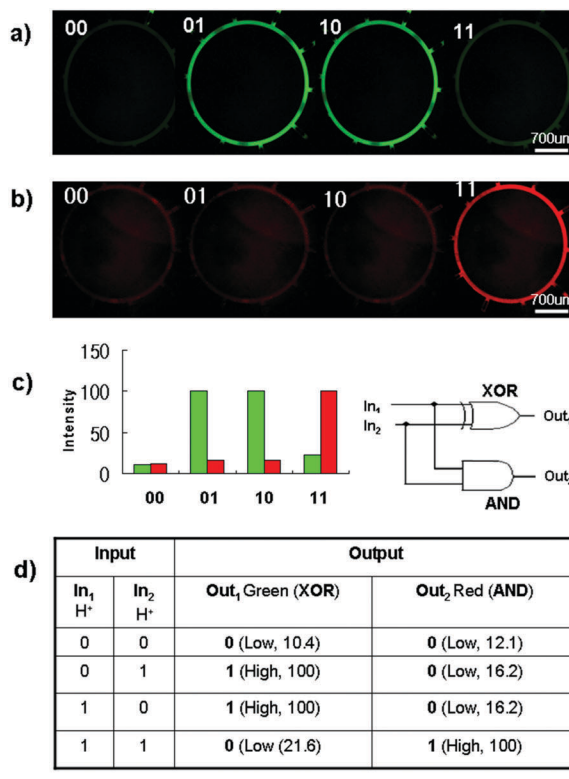 a)
00
01
10
11
700um
b)
00
01
10
11
700um
c)
150
100
50
0
Intensity
00
01
10
11
In₁
In₂
XOR
AND
d)
Input
Output
In₁
H⁺
In₂
H⁺
Out₁ Green (XOR)
Out₂ Red (AND)
0 0 0 (Low, 10.4) 0 (Low, 12.1)
0 1 1 (High, 100) 0 (Low, 16.2)
1 0 1 (High, 100) 0 (Low, 16.2)
1 1 0 (Low (21.6) 1 (High, 100)